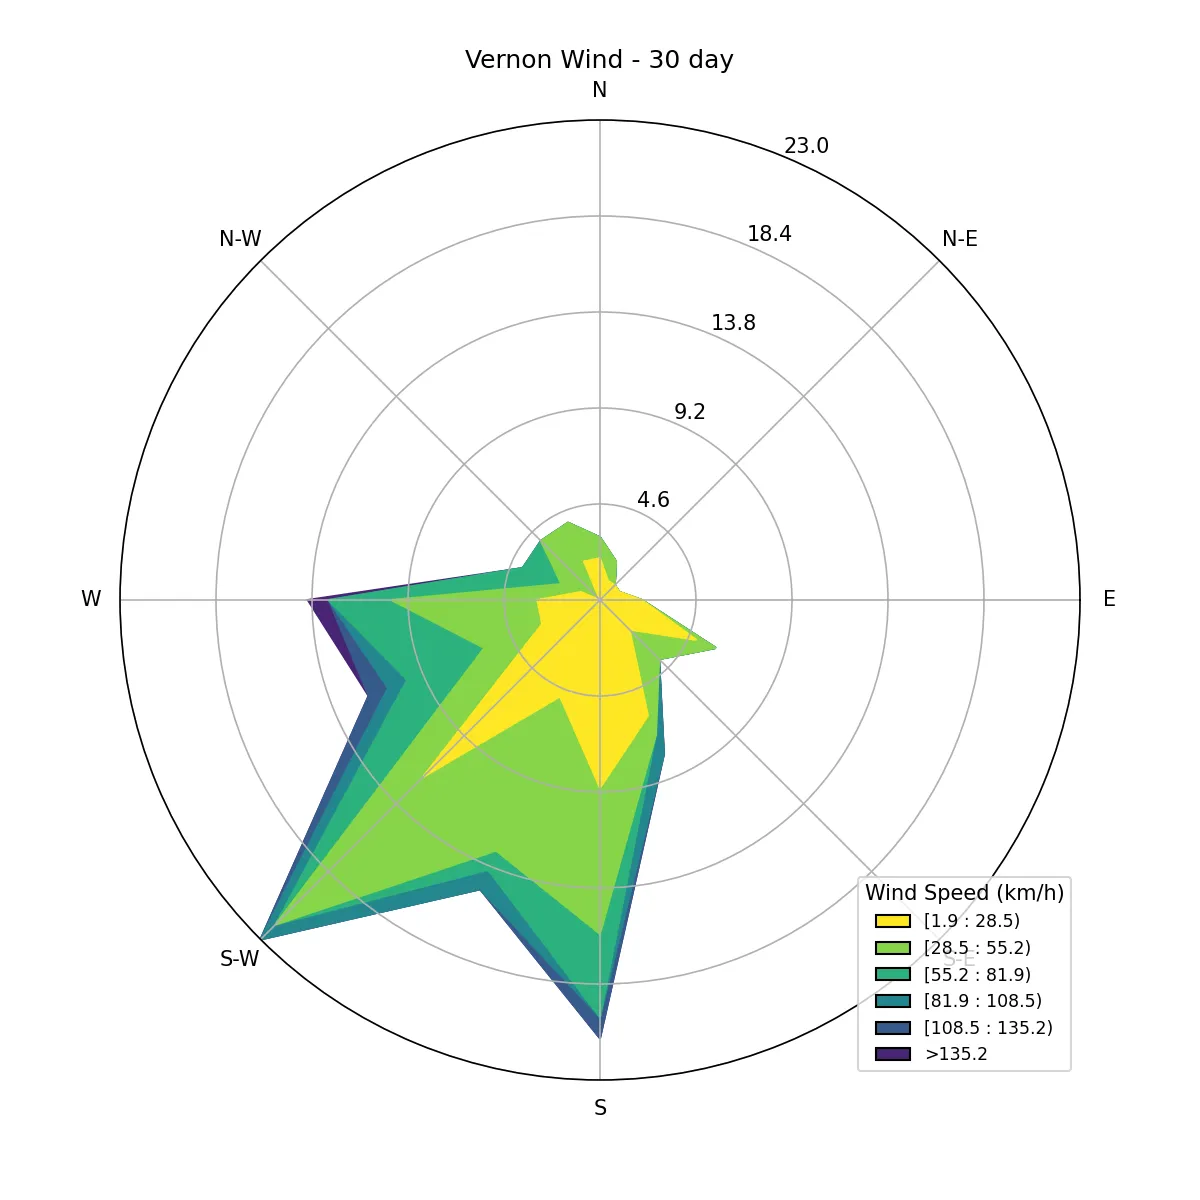 Vernon Wind - 30 day
N
23.0
N-W
18.4
N-E
13.8
9.2
4.6
W
E
S-W
S-E
S
Wind Speed (km/h)
[1.9 : 28.5)
[28.5 : 55.2)
[55.2 : 81.9)
[81.9 : 108.5)
[108.5 : 135.2)
>135.2